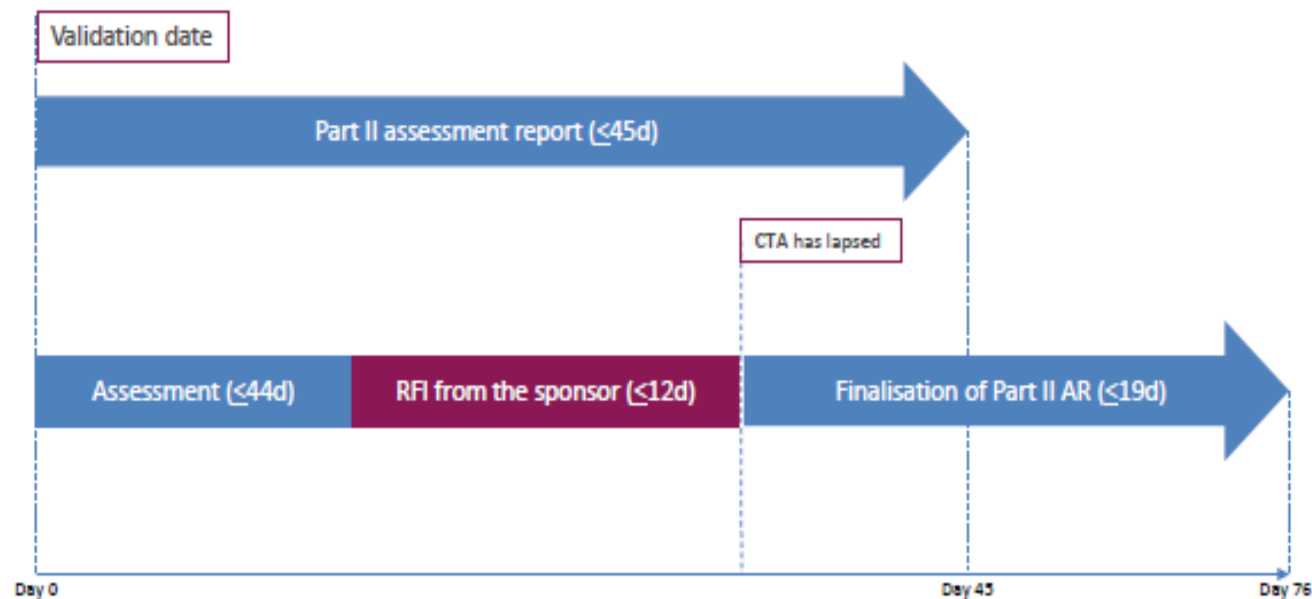 Validation date
Part II assessment report (≤45d)
CTA has lapsed
Assessment (≤44d)
RFI from the sponsor (≤12d)
Finalisation of Part II AR (≤19d)
Day 0
Day 45
Day 76